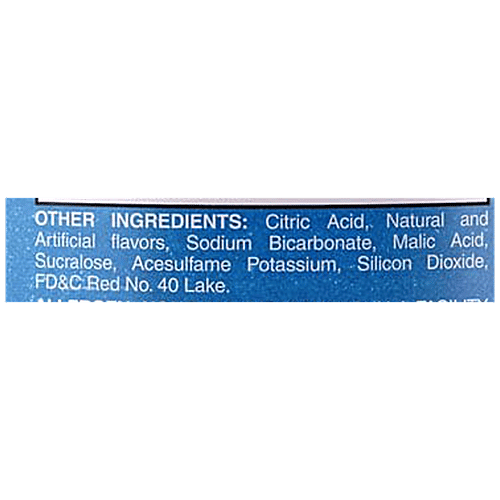 OTHER INGREDIENTS: Citric Acid, Natural and
Artificial flavors, Sodium Bicarbonate, Malic Acid,
Sucralose, Acesulfame Potassium, Silicon Dioxide,
FD&C Red No. 40 Lake.